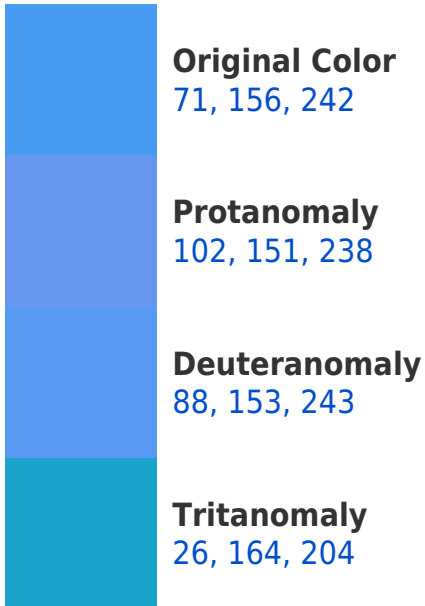 Original Color
71, 156, 242
Protanomaly
102, 151, 238
Deuteranomaly
88, 153, 243
Tritanomaly
26, 164, 204